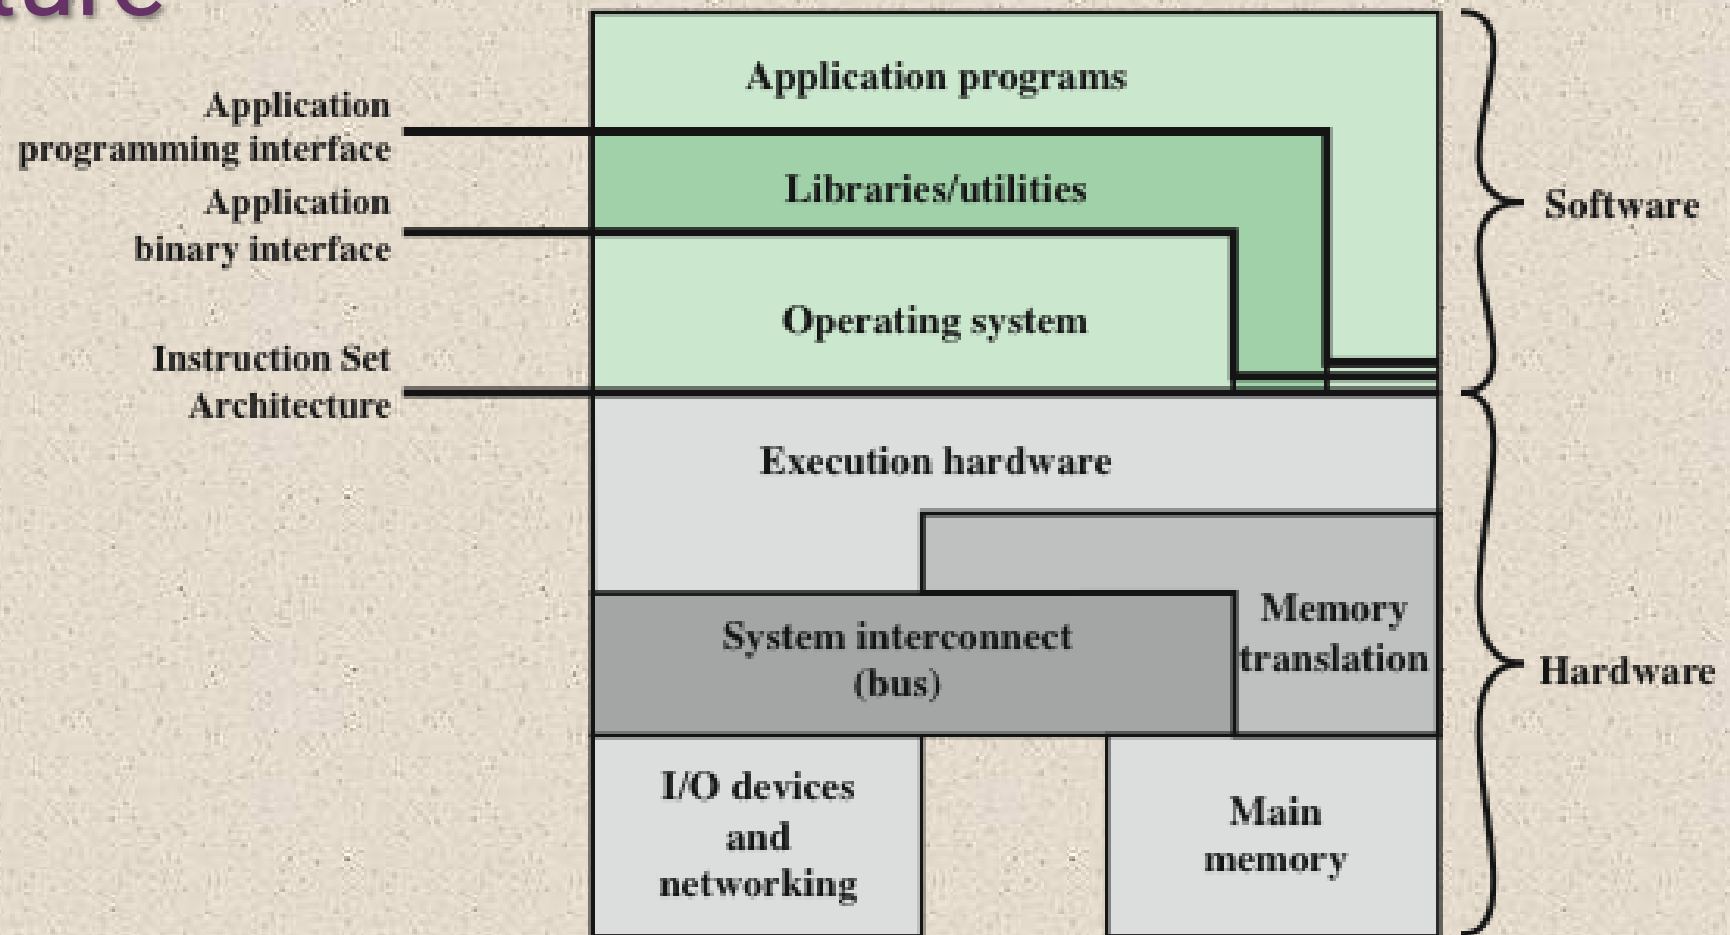 Application programs
Application
programming interface
Libraries/utilities
Application
binary interface
Operating system
Instruction Set
Architecture
Software
Execution hardware
Memory
translation
System interconnect
(bus)
Hardware
I/O devices
and
networking
Main
memory